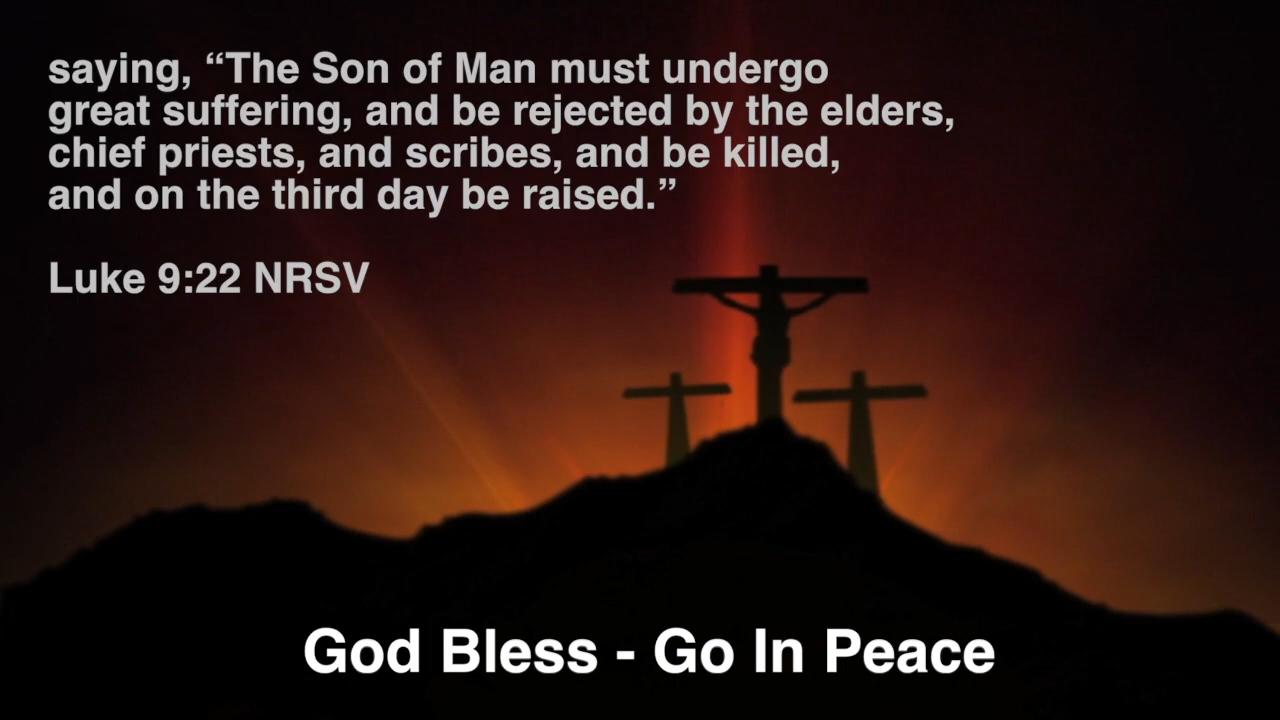 saying, “The Son of Man must undergo
great suffering, and be rejected by the elders,
chief priests, and scribes, and be killed,
and on the third day be raised.”
Luke 9:22 NRSV
God Bless - Go In Peace